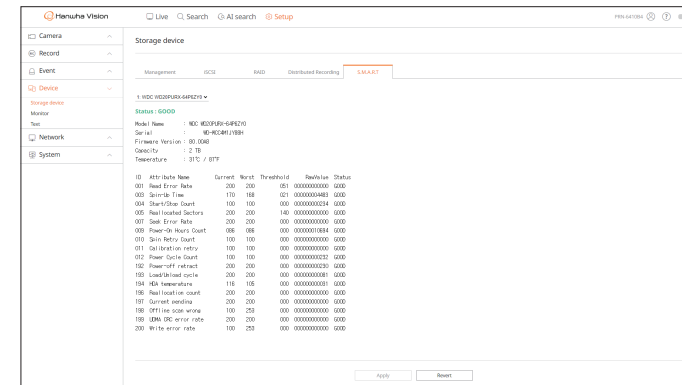 Hanwha Vision
Live Search AI search Setup
PRN-6410B4
Camera
Record
Event
Device
Storage device
Monitor
Text
Network
System
Storage device
Management iSCSI RAID Distributed Recording S.M.A.R.T
1: WDC WD20PURX-64P6ZY0
Status : GOOD
Model Name : WDC WD20PURX-64P6ZY0
Serial : WD-WCC4M1JY8BH
Firmware Version : 80.00A8
Capacity : 2 TB
Temperature : 31℃ / 87℉
ID Attribute Name Current Worst Threshhold RawValue Status
001 Read Error Rate 200 200 051 000000000000 GOOD
003 Spin-Up Time 170 168 021 000000004483 GOOD
004 Start/Stop Count 100 100 000 000000000234 GOOD
005 Reallocated Sectors 200 200 140 000000000000 GOOD
007 Seek Error Rate 200 200 000 000000000000 GOOD
009 Power-On Hours Count 086 086 000 000000010694 GOOD
010 Spin Retry Count 100 100 000 000000000000 GOOD
011 Calibration retry 100 100 000 000000000000 GOOD
012 Power Cycle Count 100 100 000 000000000232 GOOD
192 Power-off retract 200 200 000 000000000230 GOOD
193 Load/Unload cycle 200 200 000 000000000081 GOOD
194 HDA temperature 116 105 000 000000000031 GOOD
196 Reallocation count 200 200 000 000000000000 GOOD
197 Current pending 200 200 000 000000000000 GOOD
198 Offline scan wrong 100 253 000 000000000000 GOOD
199 UDMA CRC error rate 200 200 000 000000000000 GOOD
200 Write error rate 100 253 000 000000000000 GOOD
Apply Revert